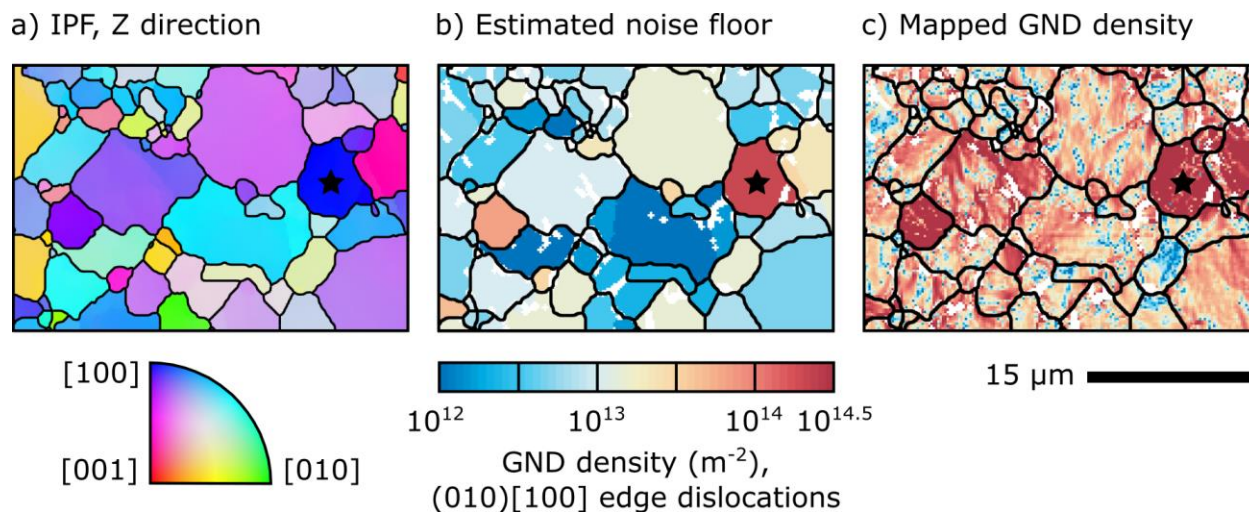 a) IPF, Z direction
b) Estimated noise floor
c) Mapped GND density
[100]
[001]
[010]
10¹² 10¹³ 10¹⁴ 10¹⁴·⁵
GND density (m⁻²),
(010)[100] edge dislocations
15 µm